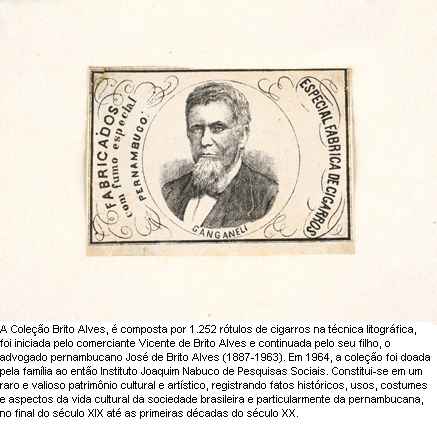 FABRICADOS
com fumo especial
PERNAMBUCO.
ESPECIAL FABRICA DE CIGARROS
GANGANELI
A Coleção Brito Alves, é composta por 1.252 rótulos de cigarros na técnica litográfica,
foi iniciada pelo comerciante Vicente de Brito Alves e continuada pelo seu filho, o
advogado pernambucano José de Brito Alves (1887-1963). Em 1964, a coleção foi doada
pela família ao então Instituto Joaquim Nabuco de Pesquisas Sociais. Constitui-se em um
raro e valioso patrimônio cultural e artístico, registrando fatos históricos, usos, costumes
e aspectos da vida cultural da sociedade brasileira e particularmente da pernambucana,
no final do século XIX até as primeiras décadas do século XX.